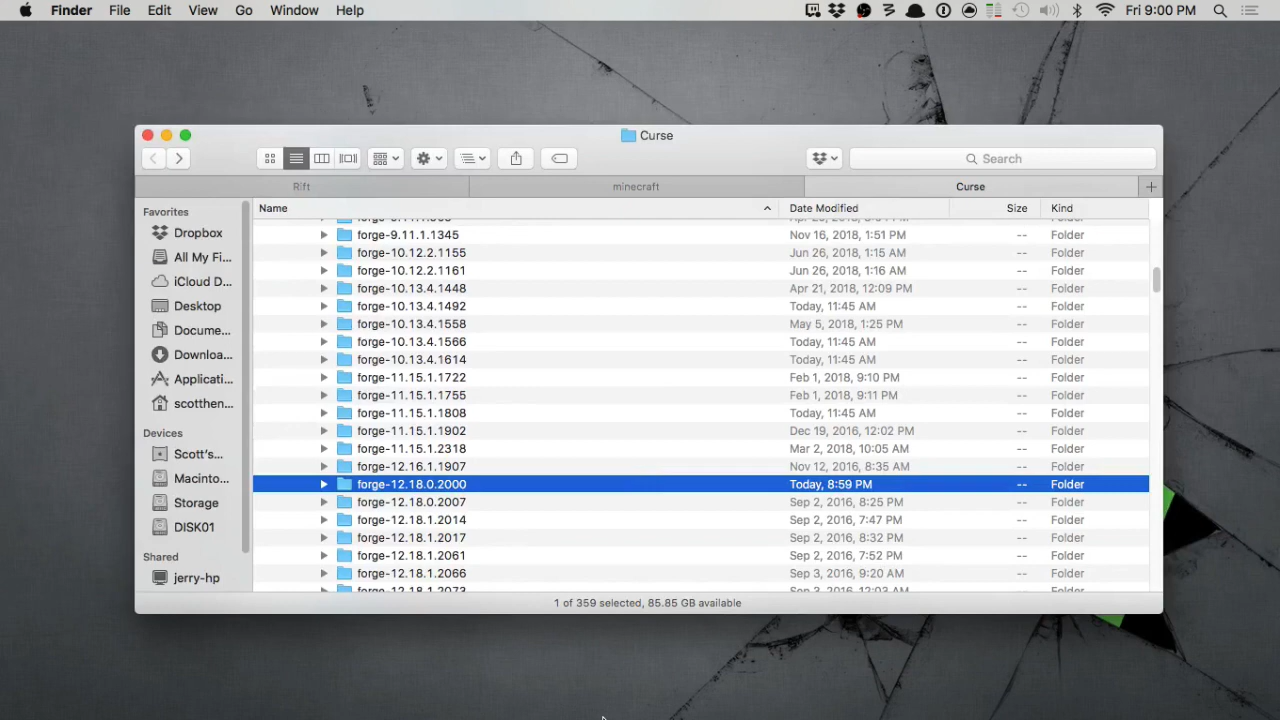 Finder File Edit View Go Window Help Fri 9:00 PM
Curse
Search
Rift minecraft Curse
Favorites
Dropbox
All My Fi...
iCloud D...
Desktop
Docume...
Downloa...
Applicati...
scotthen...
Devices
Scott's...
Macinto...
Storage
DISK01
Shared
jerry-hp
Name Date Modified Size Kind
forge-9.11.1.1345 Nov 16, 2018, 1:51 PM -- Folder
forge-10.12.2.1155 Jun 26, 2018, 1:15 AM -- Folder
forge-10.12.2.1161 Jun 26, 2018, 1:16 AM -- Folder
forge-10.13.4.1448 Apr 21, 2018, 12:09 PM -- Folder
forge-10.13.4.1492 Today, 11:45 AM -- Folder
forge-10.13.4.1558 May 5, 2018, 1:25 PM -- Folder
forge-10.13.4.1566 Today, 11:45 AM -- Folder
forge-10.13.4.1614 Today, 11:45 AM -- Folder
forge-11.15.1.1722 Feb 1, 2018, 9:10 PM -- Folder
forge-11.15.1.1755 Feb 1, 2018, 9:11 PM -- Folder
forge-11.15.1.1808 Today, 11:45 AM -- Folder
forge-11.15.1.1902 Dec 19, 2016, 12:02 PM -- Folder
forge-11.15.1.2318 Mar 2, 2018, 10:05 AM -- Folder
forge-12.16.1.1907 Nov 12, 2016, 8:35 AM -- Folder
forge-12.18.0.2000 Today, 8:59 PM -- Folder
forge-12.18.0.2007 Sep 2, 2016, 8:25 PM -- Folder
forge-12.18.1.2014 Sep 2, 2016, 7:47 PM -- Folder
forge-12.18.1.2017 Sep 2, 2016, 8:32 PM -- Folder
forge-12.18.1.2061 Sep 2, 2016, 7:52 PM -- Folder
forge-12.18.1.2066 Sep 3, 2016, 9:20 AM -- Folder
forge-12.18.1.2073 Sep 3, 2016, 12:03 AM -- Folder
1 of 359 selected, 85.85 GB available